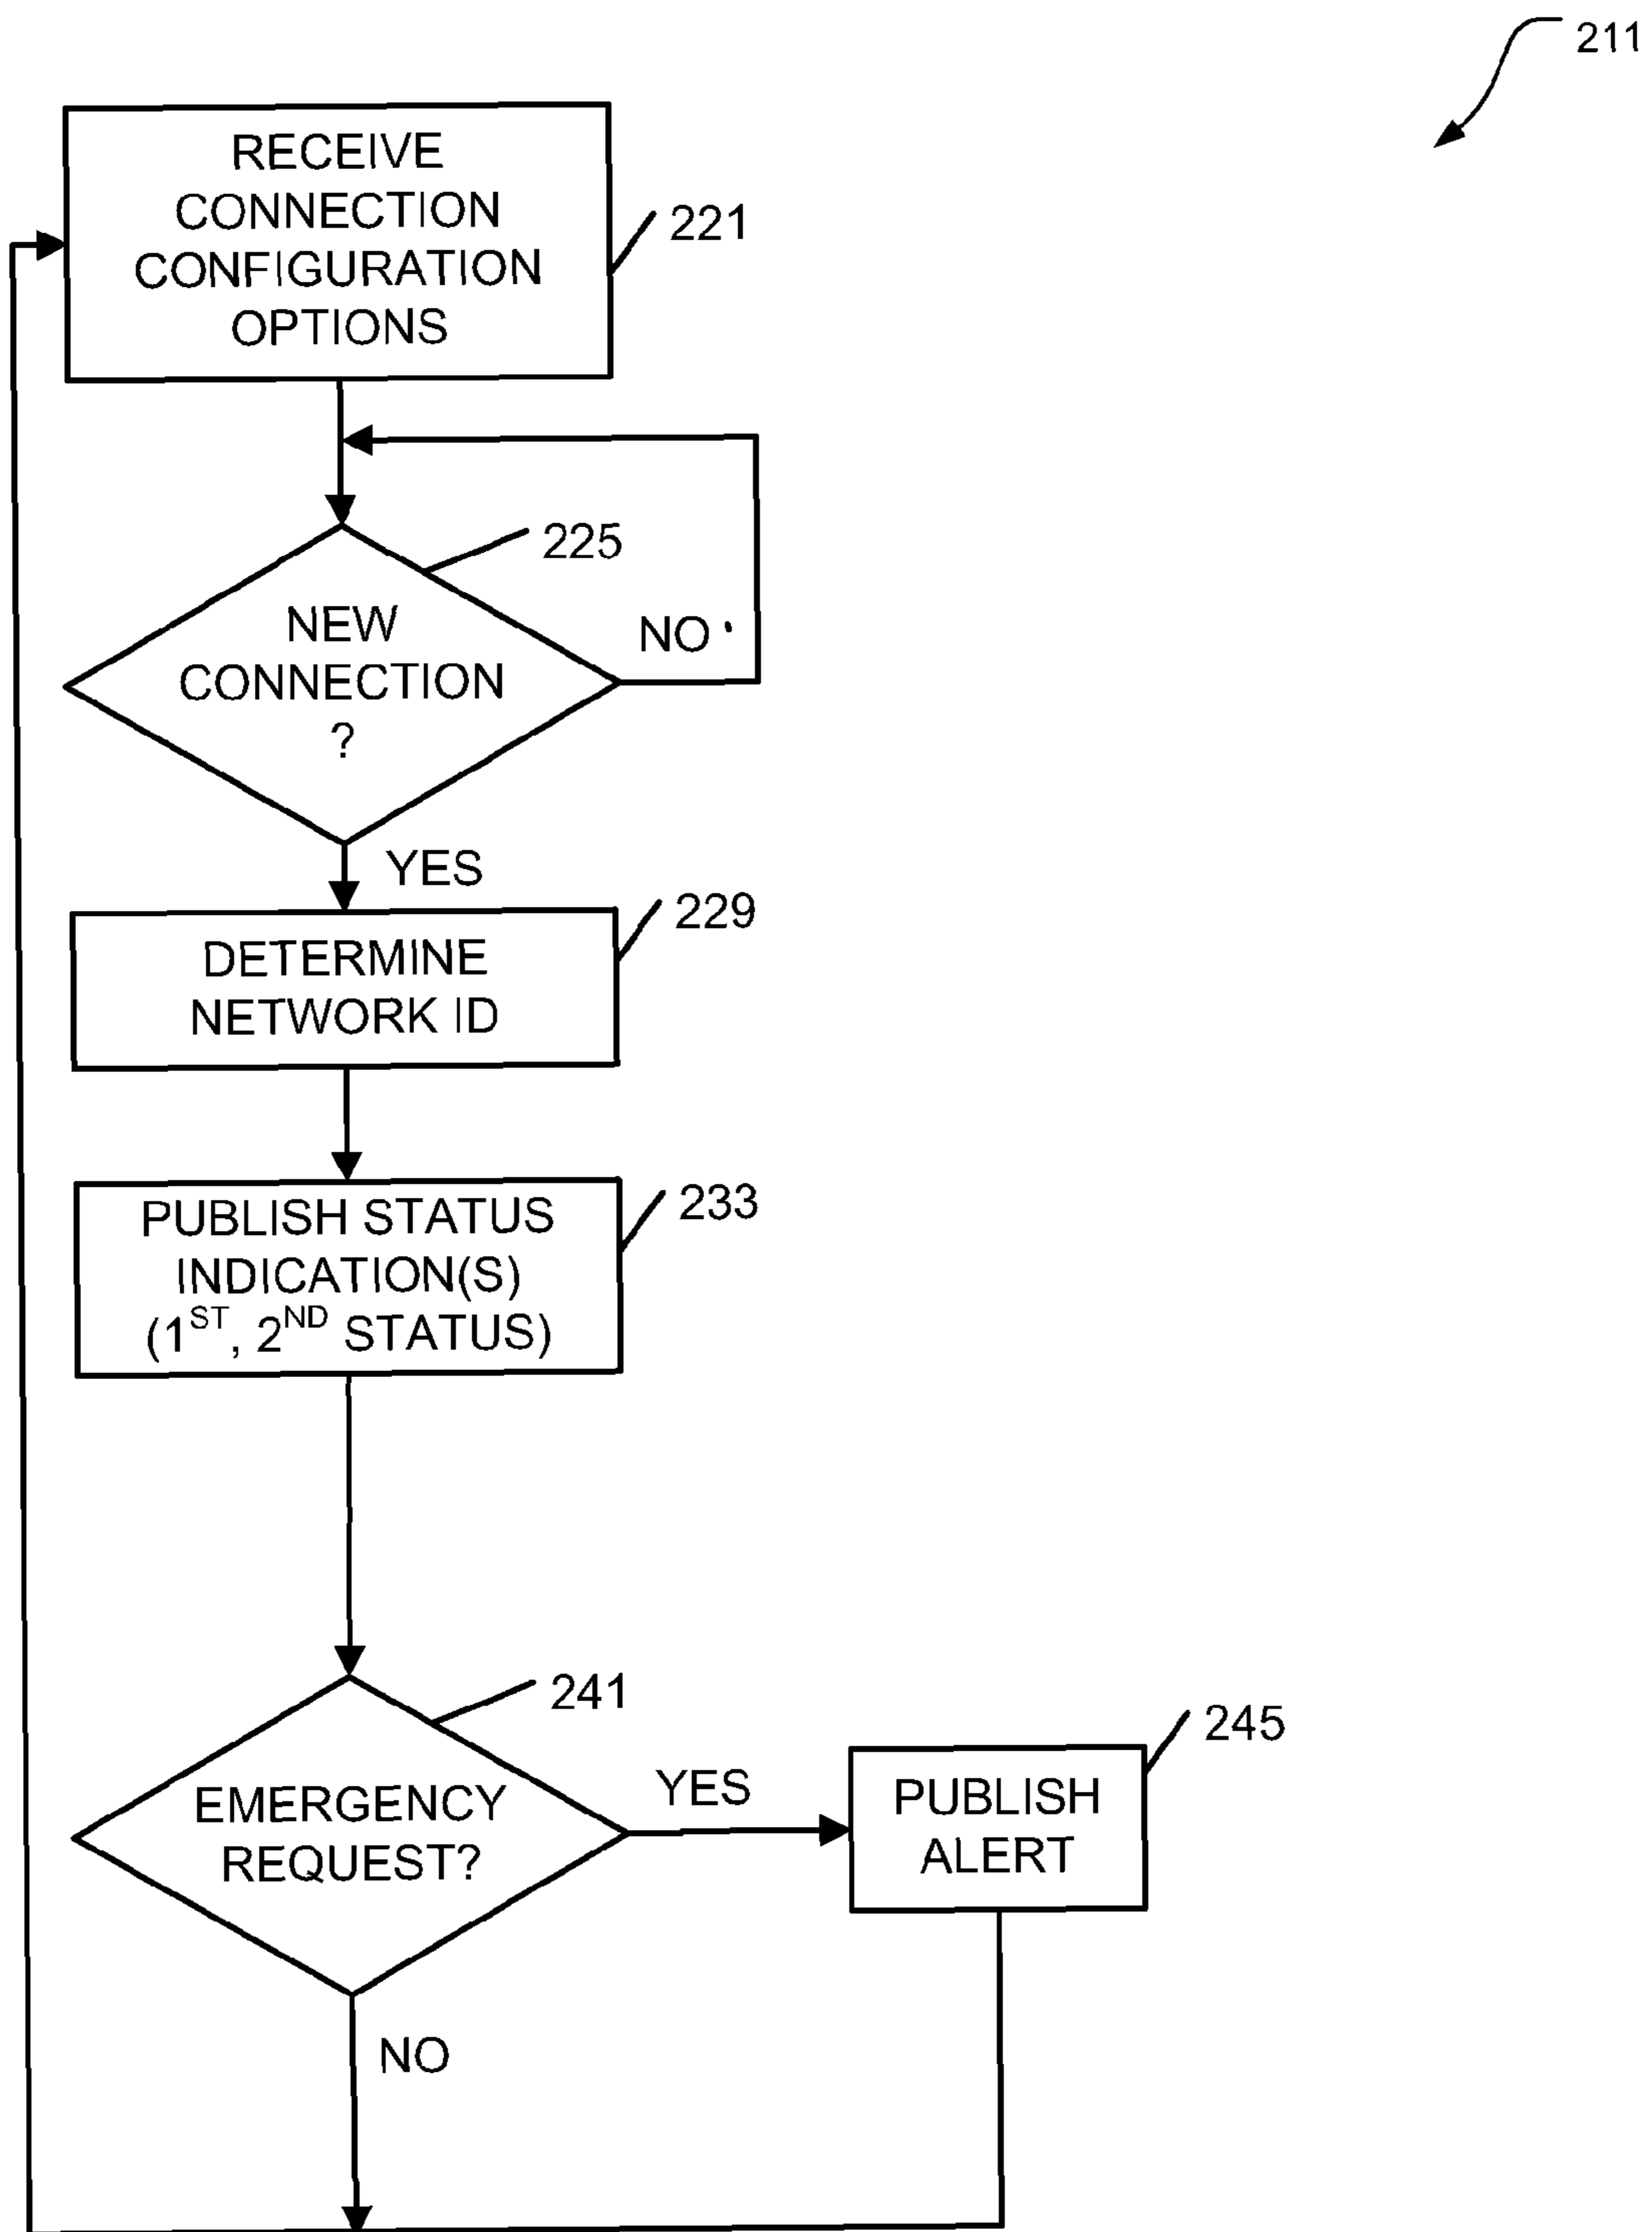 211
RECEIVE
CONNECTION
CONFIGURATION
OPTIONS
221
225
NEW
CONNECTION
?
NO
YES
229
DETERMINE
NETWORK ID
233
PUBLISH STATUS
INDICATION(S)
(1ST, 2ND STATUS)
241
EMERGENCY
REQUEST?
YES
245
PUBLISH
ALERT
NO